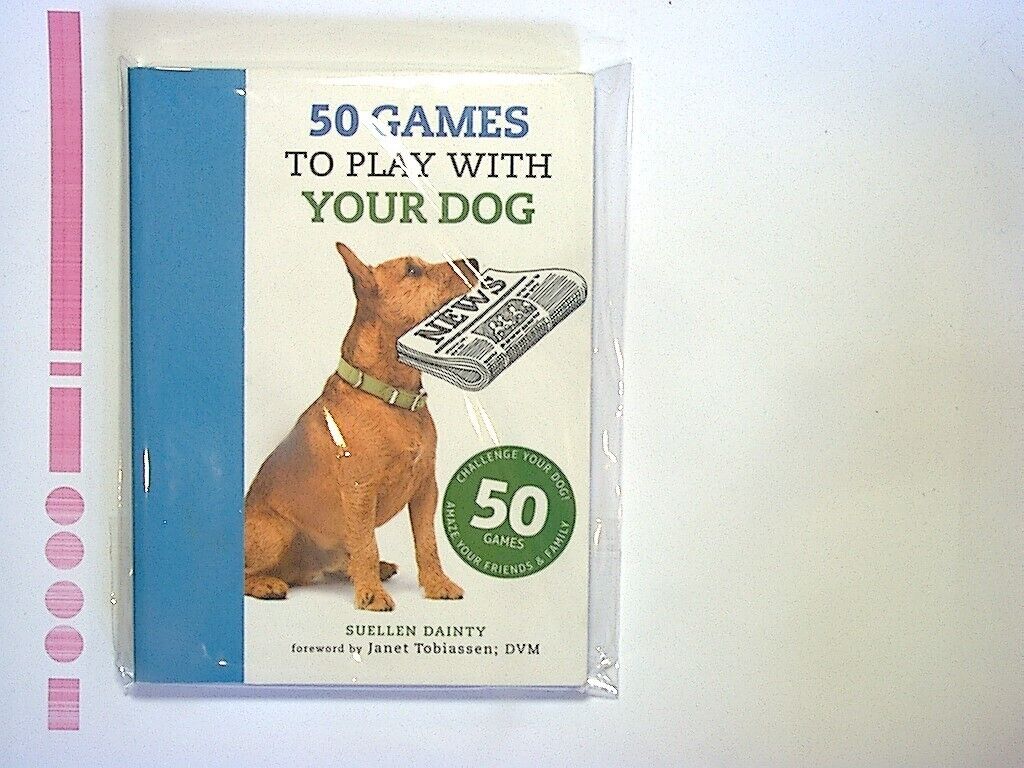 50 GAMES
TO PLAY WITH
YOUR DOG
NEWS
CHALLENGE YOUR DOG!
50
GAMES
AMAZE YOUR FRIENDS & FAMILY
SUELLEN DAINTY
foreword by Janet Tobiassen; DVM